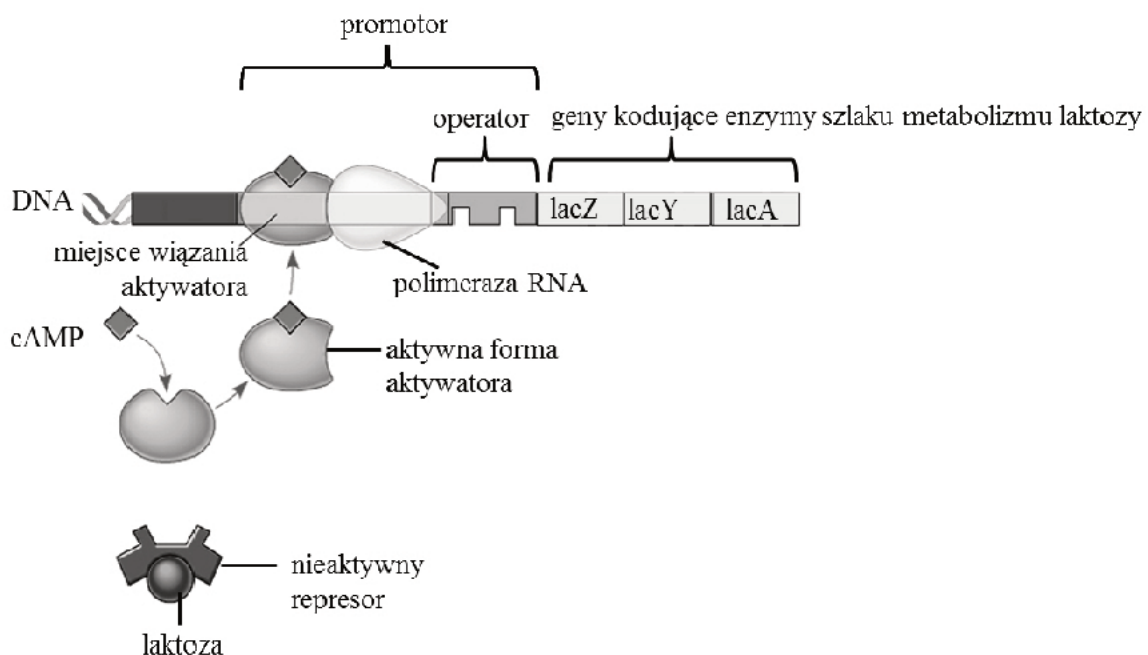 promotor
operator
geny kodujące enzymy szlaku metabolizmu laktozy
DNA
lacZ
lacY
lacA
miejsce wiązania
aktywatora
polimeraza RNA
cAMP
aktywna forma
aktywatora
nieaktywny
represor
laktoza